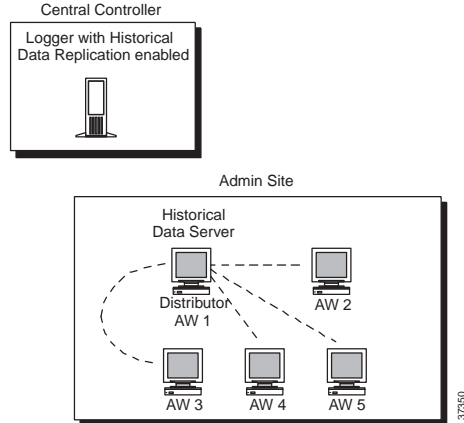 Central Controller
Logger with Historical
Data Replication enabled
Admin Site
Historical
Data Server
Distributor
AW 1
AW 2
AW 3
AW 4
AW 5
37350